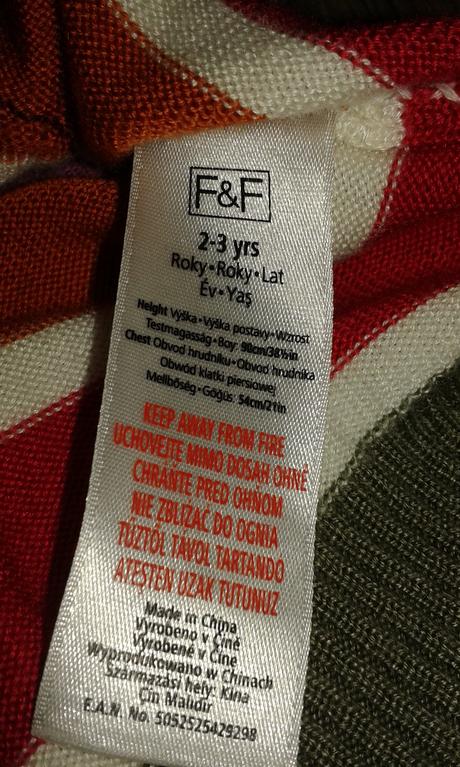 F&F
2-3 yrs
Roky•Roky•Lat
Év•Yaş
Height Výška•Výška postavy•Wzrost
Testmagasság•Boy: 98cm/38½in
Chest Obvod hrudníku•Obvod hrudníka
Obwód klatki piersiowej
Mellbőség•Göğüs: 54cm/21in
KEEP AWAY FROM FIRE
UCHOVEJTE MIMO DOSAH OHNĚ
CHRÁŇTE PRED OHŇOM
NIE ZBLIŻAĆ DO OGNIA
TŰZTŐL TÁVOL TARTANDÓ
ATEŞTEN UZAK TUTUNUZ
Made in China
Vyrobeno v Číně
Vyrobené v Číne
Wyprodukowano w Chinach
Származási hely: Kína
Çin Malıdır
E.A.N. No. 5052525429298